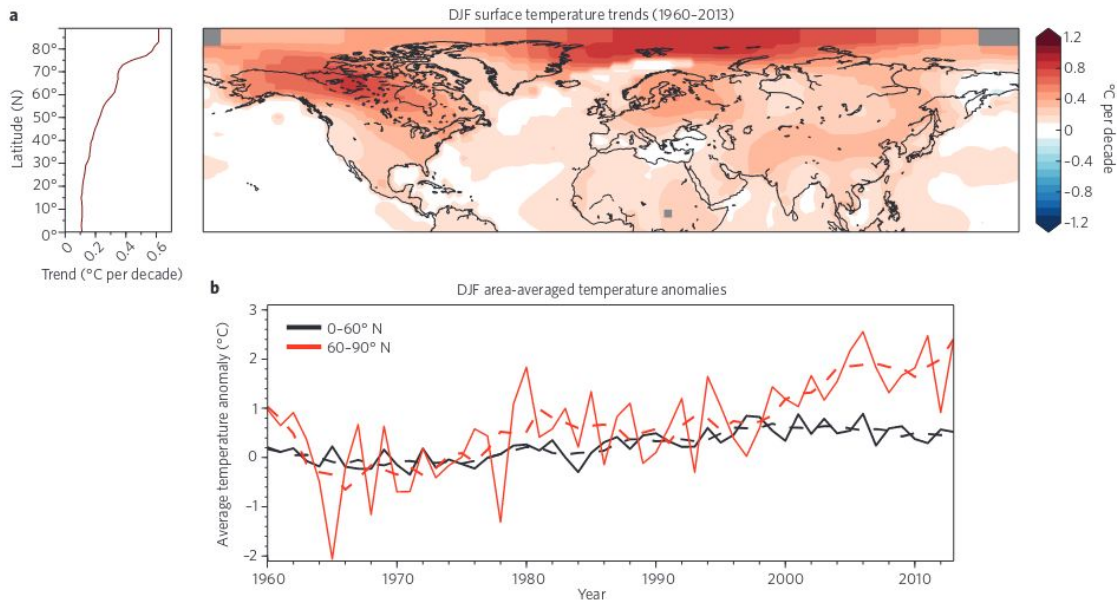 a
DJF surface temperature trends (1960–2013)
80°
70°
60°
50°
40°
30°
20°
10°
0°
Latitude (N)
0
0.2
0.4
0.6
Trend (°C per decade)
1.2
0.8
0.4
0
−0.4
−0.8
−1.2
°C per decade
b
DJF area-averaged temperature anomalies
3
2
1
0
−1
−2
Average temperature anomaly (°C)
0–60° N
60–90° N
1960
1970
1980
1990
2000
2010
Year